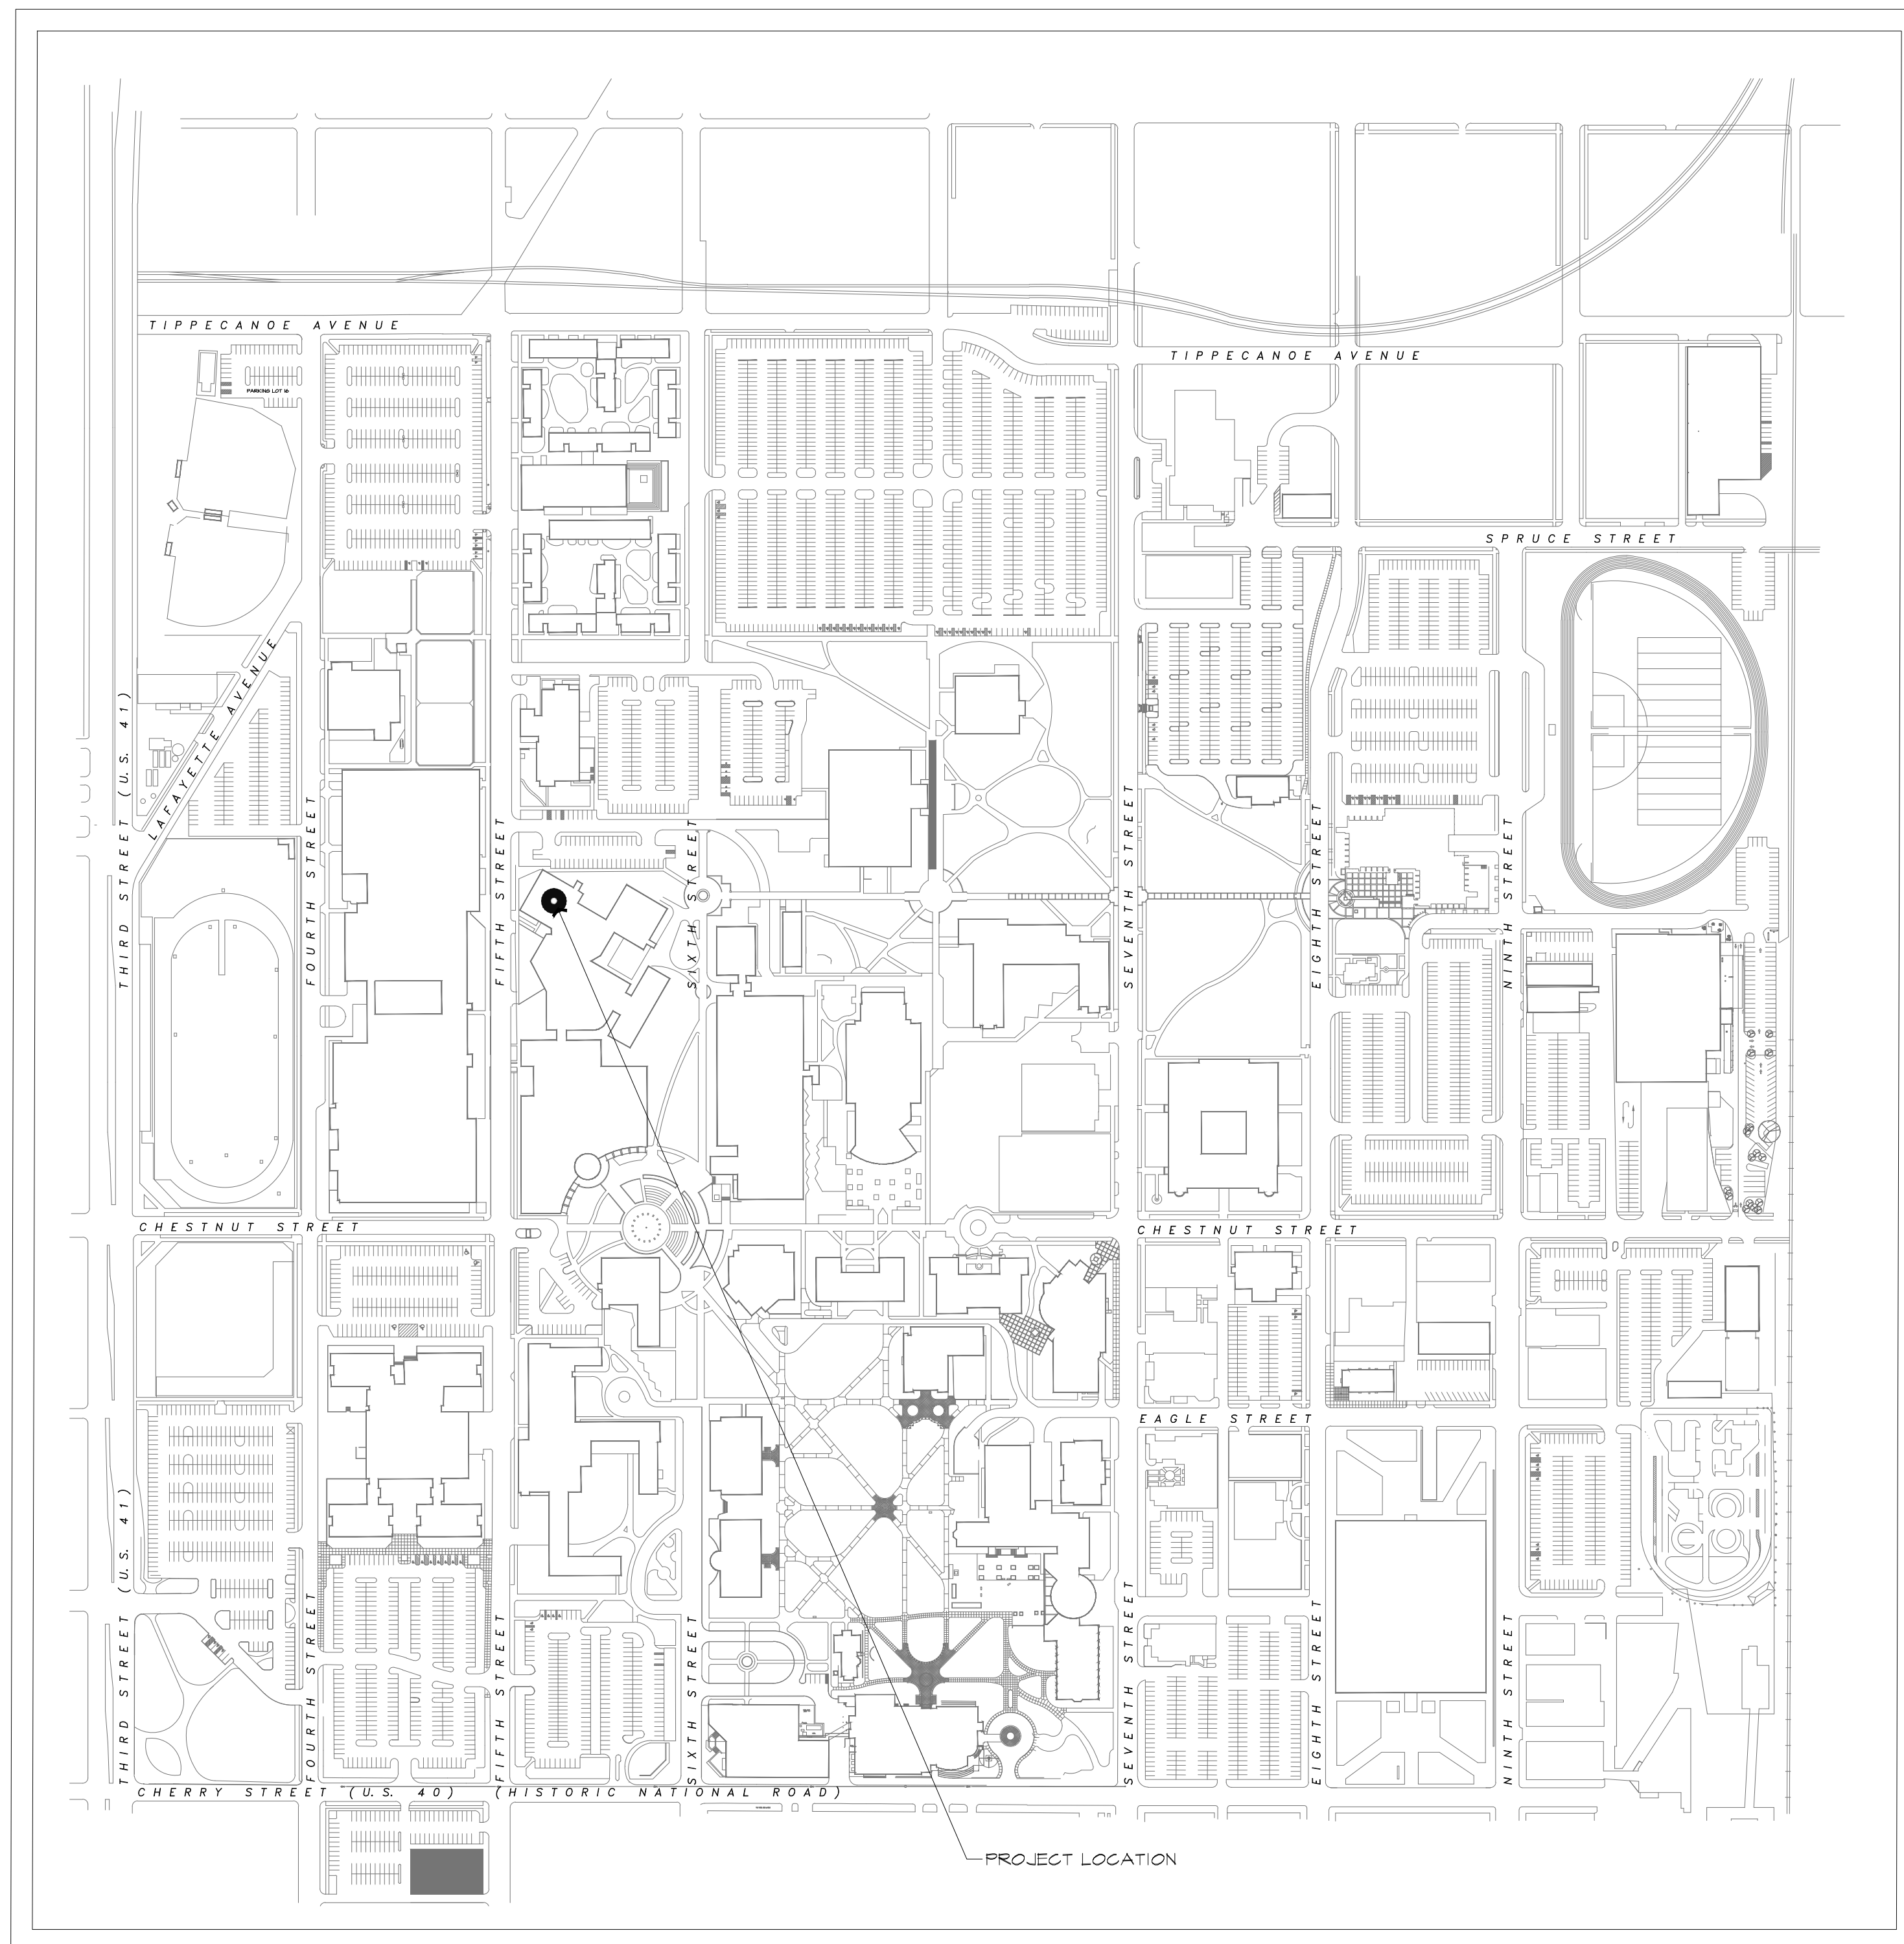 TIPPECANOE AVENUE
TIPPECANOE AVENUE
PARKING LOT 16
SPRUCE STREET
LAFAYETTE AVENUE
THIRD STREET (U.S. 41)
FOURTH STREET
FIFTH STREET
SIXTH STREET
SEVENTH STREET
EIGHTH STREET
NINTH STREET
CHESTNUT STREET
CHESTNUT STREET
EAGLE STREET
THIRD STREET (U.S. 41)
FOURTH STREET
FIFTH STREET
SIXTH STREET
SEVENTH STREET
EIGHTH STREET
NINTH STREET
CHERRY STREET (U.S. 40) (HISTORIC NATIONAL ROAD)
PROJECT LOCATION